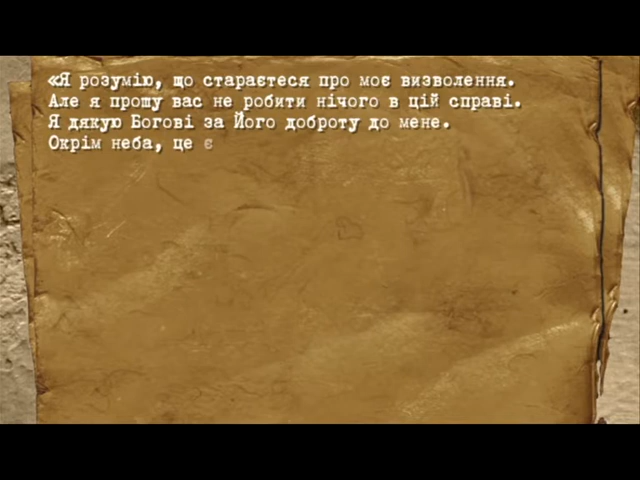 «Я розумію, що стараєтеся про моє визволення.
Але я прошу вас не робити нічого в цій справі.
Я дякую Богові за Його доброту до мене.
Окрім неба, це є